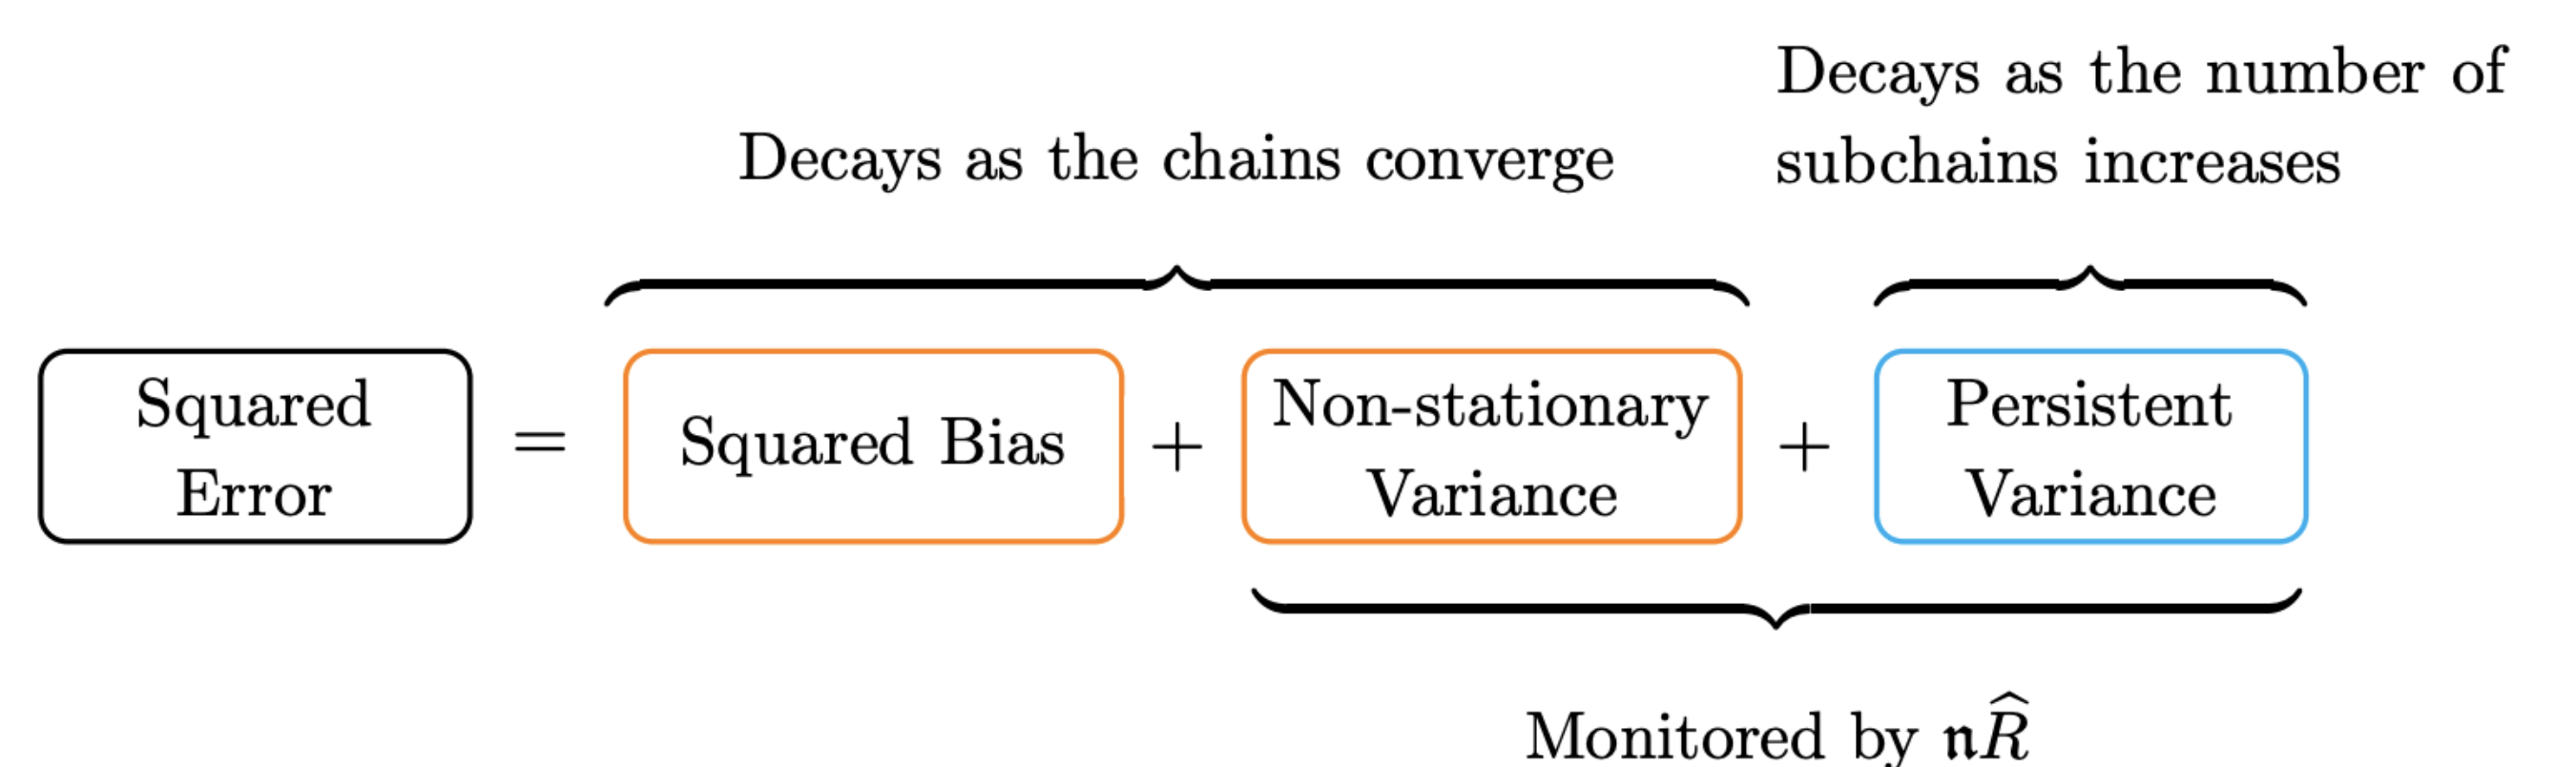 Decays as the number of
subchains increases
Decays as the chains converge
Squared
Error
=
Squared Bias
+
Non-stationary
Variance
+
Persistent
Variance
Monitored by 𝔫R̂